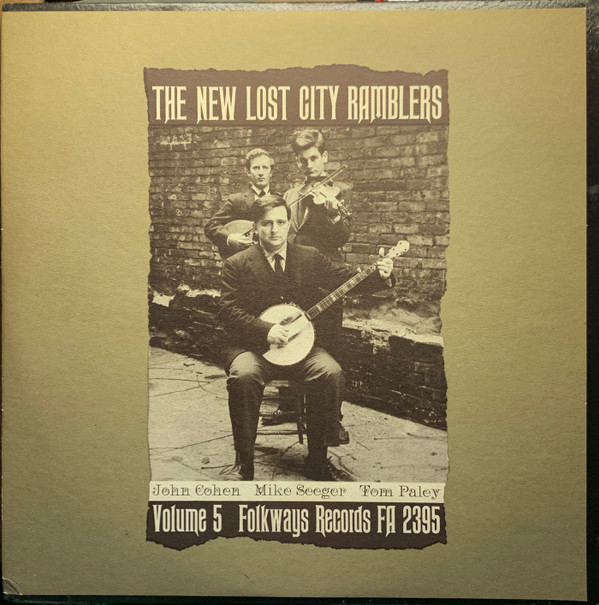 THE NEW LOST CITY RAMBLERS
John Cohen Mike Seeger Tom Paley
Volume 5 Folkways Records FA 2395